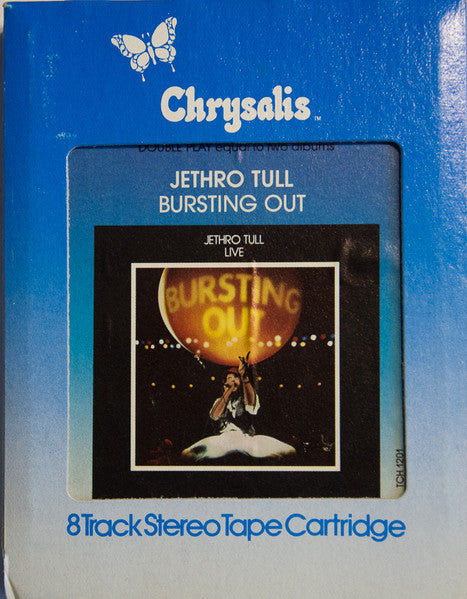 Chrysalis™
DOUBLE PLAY equal to two albums
JETHRO TULL
BURSTING OUT
JETHRO TULL
LIVE
BURSTING
OUT
TCH 1201
8 Track Stereo Tape Cartridge